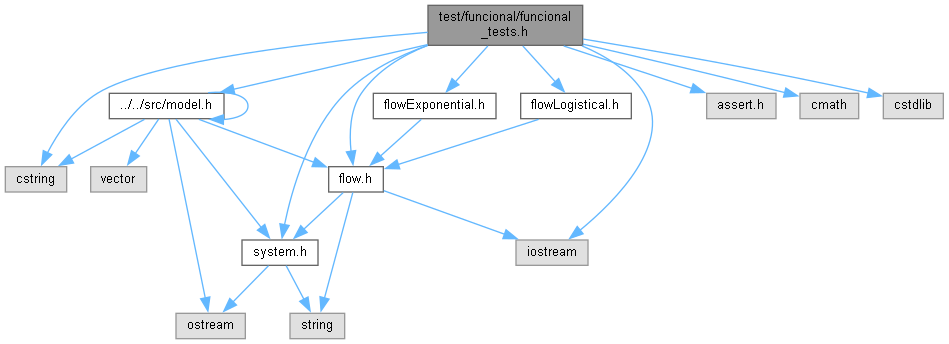 test/funcional/funcional
_tests.h
../../src/model.h
flowExponential.h
flowLogistical.h
assert.h
cmath
cstdlib
cstring
vector
flow.h
system.h
iostream
ostream
string